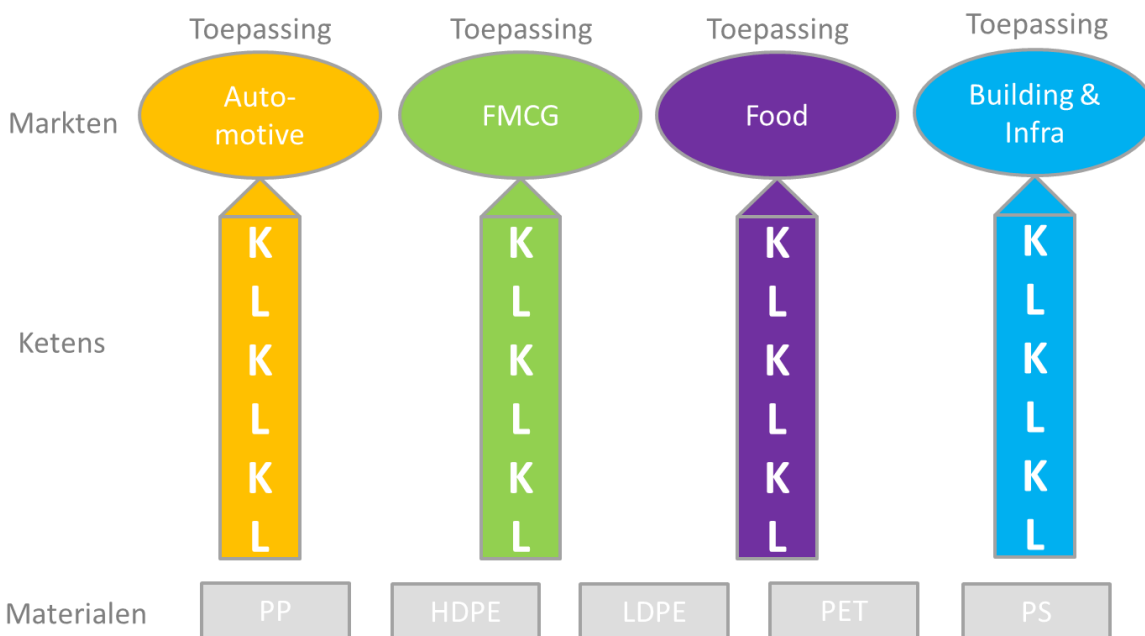 Toepassing Toepassing Toepassing Toepassing
Markten
Auto-
motive
FMCG
Food
Building &
Infra
Ketens
K
L
K
L
K
L
K
L
K
L
K
L
K
L
K
L
K
L
K
L
K
L
K
L
Materialen PP HDPE LDPE PET PS